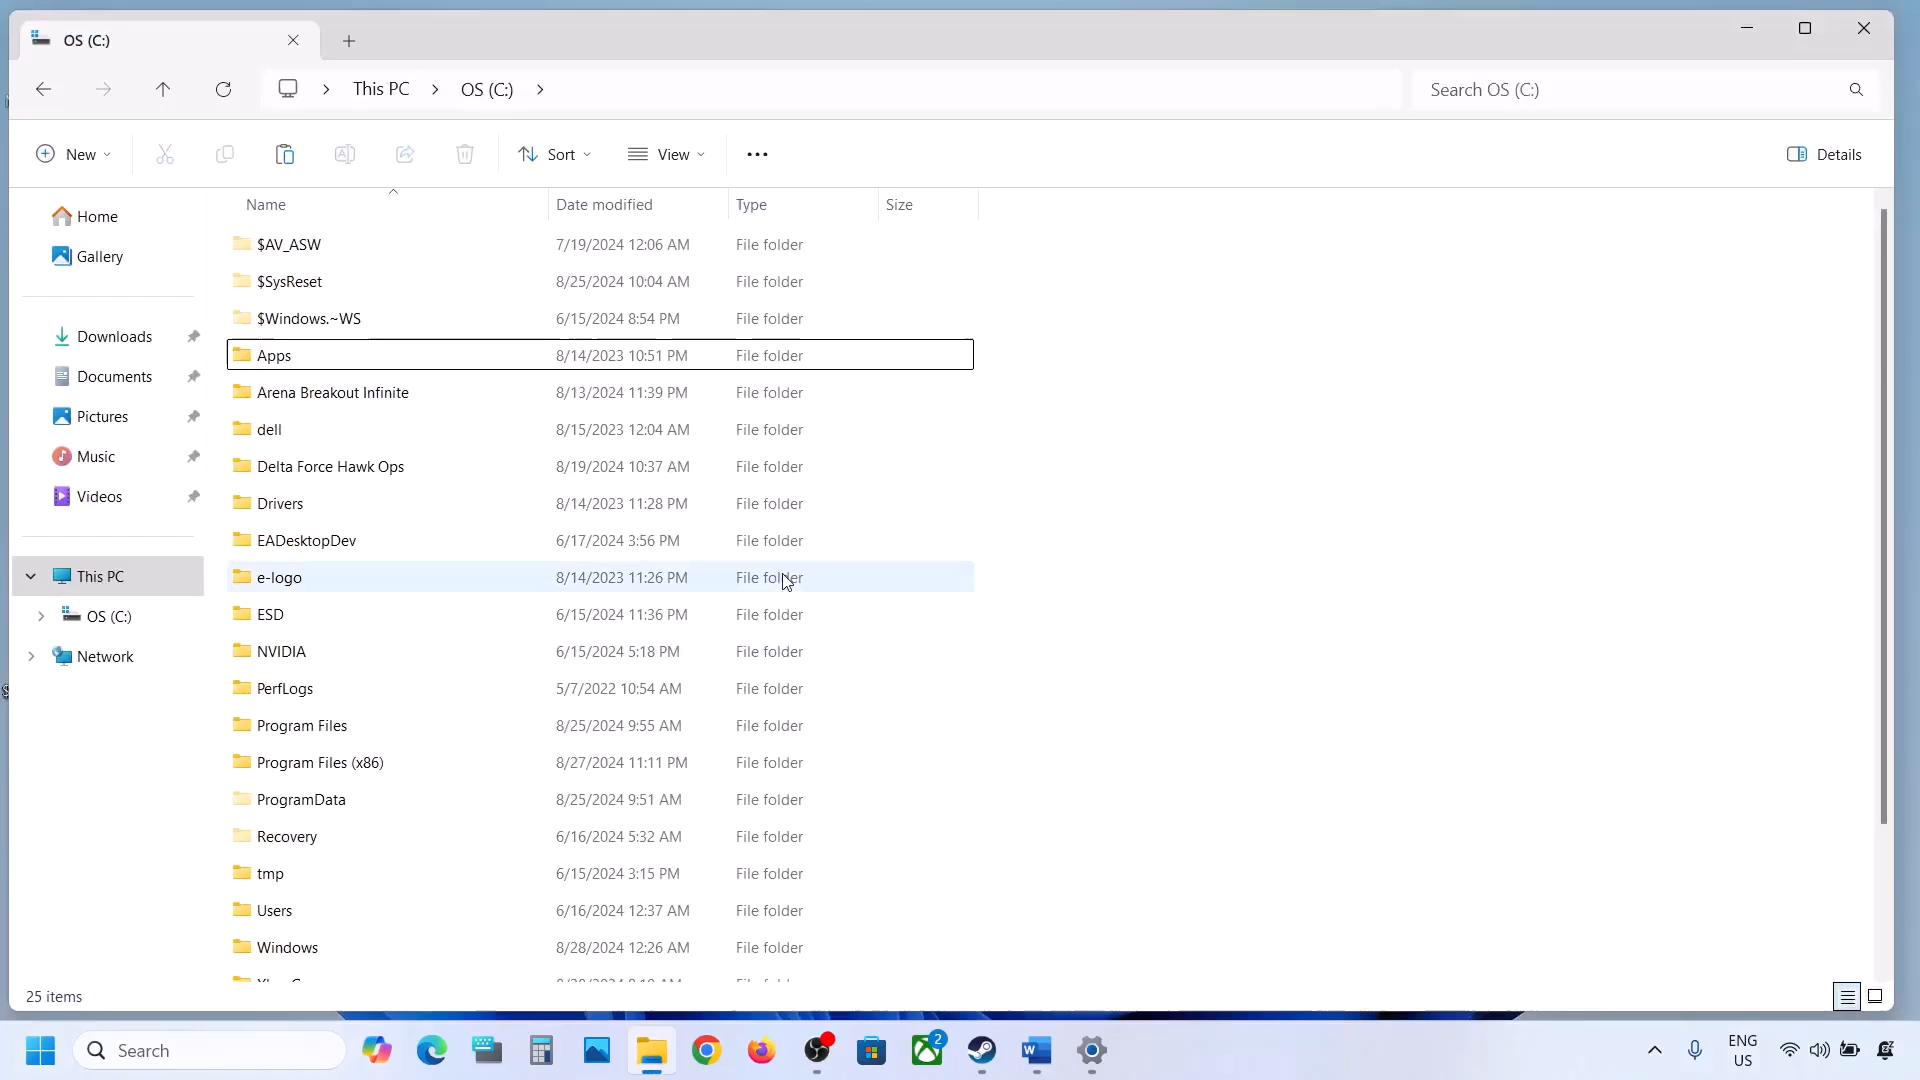 OS (C:)
This PC
OS (C:)
Search OS (C:)
New
Sort
View
Details
Name
Date modified
Type
Size
Home
Gallery
Downloads
Documents
Pictures
Music
Videos
This PC
OS (C:)
Network
$AV_ASW 7/19/2024 12:06 AM File folder
$SysReset 8/25/2024 10:04 AM File folder
$Windows.~WS 6/15/2024 8:54 PM File folder
Apps 8/14/2023 10:51 PM File folder
Arena Breakout Infinite 8/13/2024 11:39 PM File folder
dell 8/15/2023 12:04 AM File folder
Delta Force Hawk Ops 8/19/2024 10:37 AM File folder
Drivers 8/14/2023 11:28 PM File folder
EADesktopDev 6/17/2024 3:56 PM File folder
e-logo 8/14/2023 11:26 PM File folder
ESD 6/15/2024 11:36 PM File folder
NVIDIA 6/15/2024 5:18 PM File folder
PerfLogs 5/7/2022 10:54 AM File folder
Program Files 8/25/2024 9:55 AM File folder
Program Files (x86) 8/27/2024 11:11 PM File folder
ProgramData 8/25/2024 9:51 AM File folder
Recovery 6/16/2024 5:32 AM File folder
tmp 6/15/2024 3:15 PM File folder
Users 6/16/2024 12:37 AM File folder
Windows 8/28/2024 12:26 AM File folder
25 items
Search
2
ENG
US